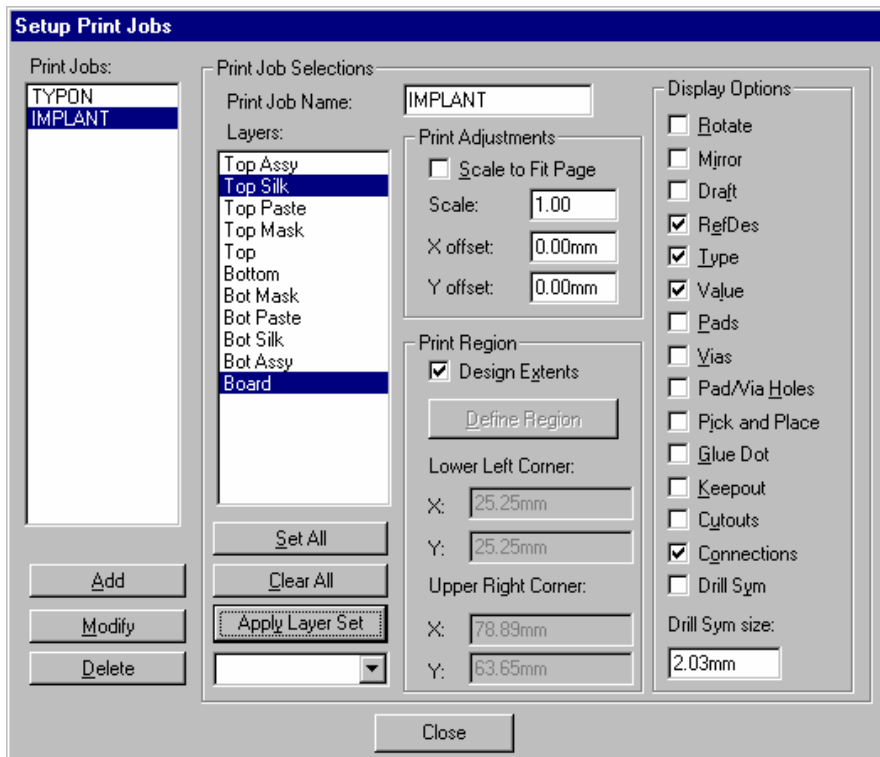 Setup Print Jobs
Print Jobs:
TYPON
IMPLANT
Add
Modify
Delete
Print Job Selections
Print Job Name:
IMPLANT
Layers:
Top Assy
Top Silk
Top Paste
Top Mask
Top
Bottom
Bot Mask
Bot Paste
Bot Silk
Bot Assy
Board
Set All
Clear All
Apply Layer Set
Print Adjustments
Scale to Fit Page
Scale: 1.00
X offset: 0.00mm
Y offset: 0.00mm
Print Region
Design Extents
Define Region
Lower Left Corner:
X: 25.25mm
Y: 25.25mm
Upper Right Corner:
X: 78.89mm
Y: 63.65mm
Display Options
Rotate
Mirror
Draft
RefDes
Type
Value
Pads
Vias
Pad/Via Holes
Pick and Place
Glue Dot
Keepout
Cutouts
Connections
Drill Sym
Drill Sym size:
2.03mm
Close